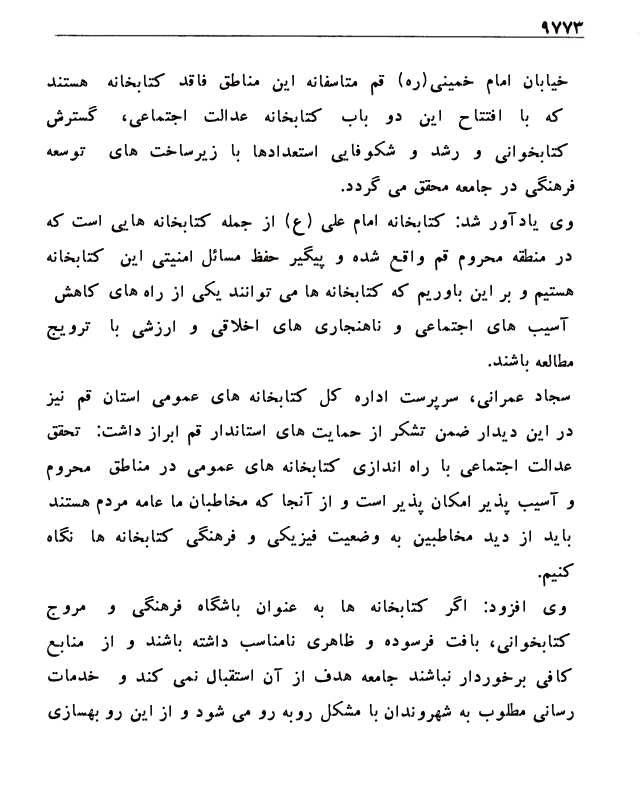 ۹۷۷۳
خیابان امام خمینی(ره) قم متاسفانه این مناطق فاقد کتابخانه هستند
که با افتتاح این دو باب کتابخانه عدالت اجتماعی، گسترش
کتابخوانی و رشد و شکوفایی استعدادها با زیرساخت های توسعه
فرهنگی در جامعه محقق می گردد.
وی یادآور شد: کتابخانه امام علی (ع) از جمله کتابخانه هایی است که
در منطقه محروم قم واقع شده و پیگیر حفظ مسائل امنیتی این کتابخانه
هستیم و بر این باوریم که کتابخانه ها می توانند یکی از راه های کاهش
آسیب های اجتماعی و ناهنجاری های اخلاقی و ارزشی با ترویج
مطالعه باشند.
سجاد عمرانی، سرپرست اداره کل کتابخانه های عمومی استان قم نیز
در این دیدار ضمن تشکر از حمایت های استاندار قم ابراز داشت: تحقق
عدالت اجتماعی با راه اندازی کتابخانه های عمومی در مناطق محروم
و آسیب پذیر امکان پذیر است و از آنجا که مخاطبان ما عامه مردم هستند
باید از دید مخاطبین به وضعیت فیزیکی و فرهنگی کتابخانه ها نگاه
کنیم.
وی افزود: اگر کتابخانه ها به عنوان باشگاه فرهنگی و مروج
کتابخوانی، بافت فرسوده و ظاهری نامناسب داشته باشند و از منابع
کافی برخوردار نباشند جامعه هدف از آن استقبال نمی کند و خدمات
رسانی مطلوب به شهروندان با مشکل روبه رو می شود و از این رو بهسازی